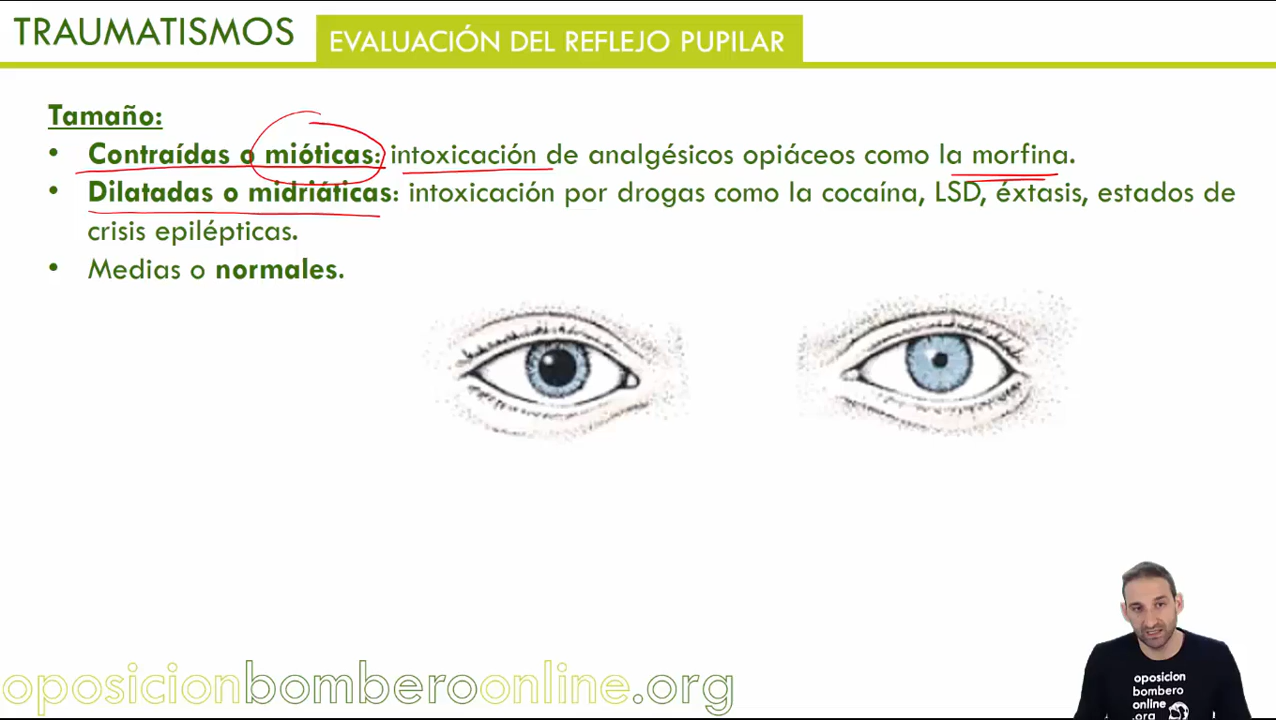 TRAUMATISMOS
EVALUACIÓN DEL REFLEJO PUPILAR
Tamaño:
• Contraídas o mióticas: intoxicación de analgésicos opiáceos como la morfina.
• Dilatadas o midriáticas: intoxicación por drogas como la cocaína, LSD, éxtasis, estados de
crisis epilépticas.
• Medias o normales.
oposicionbomberoonline.org
oposicion
bombero
online
.org